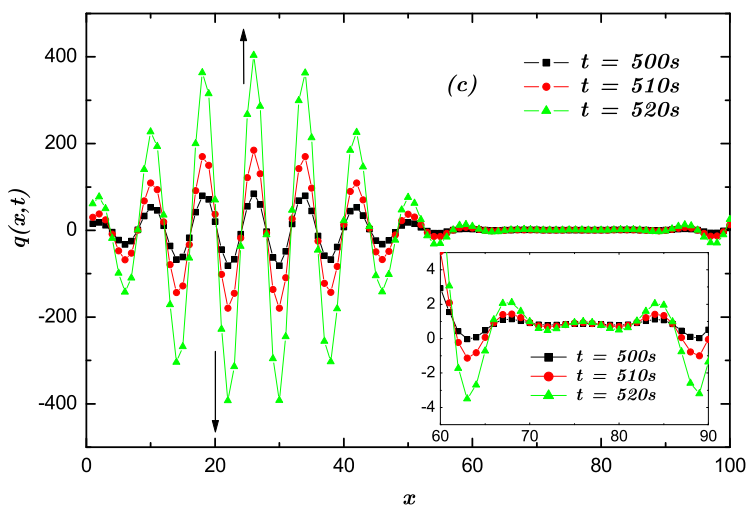 400
200
0
-200
-400
q(x,t)
(c)
t = 500s
t = 510s
t = 520s
4
2
0
-2
-4
t = 500s
t = 510s
t = 520s
60 70 80 90
0 20 40 60 80 100
x